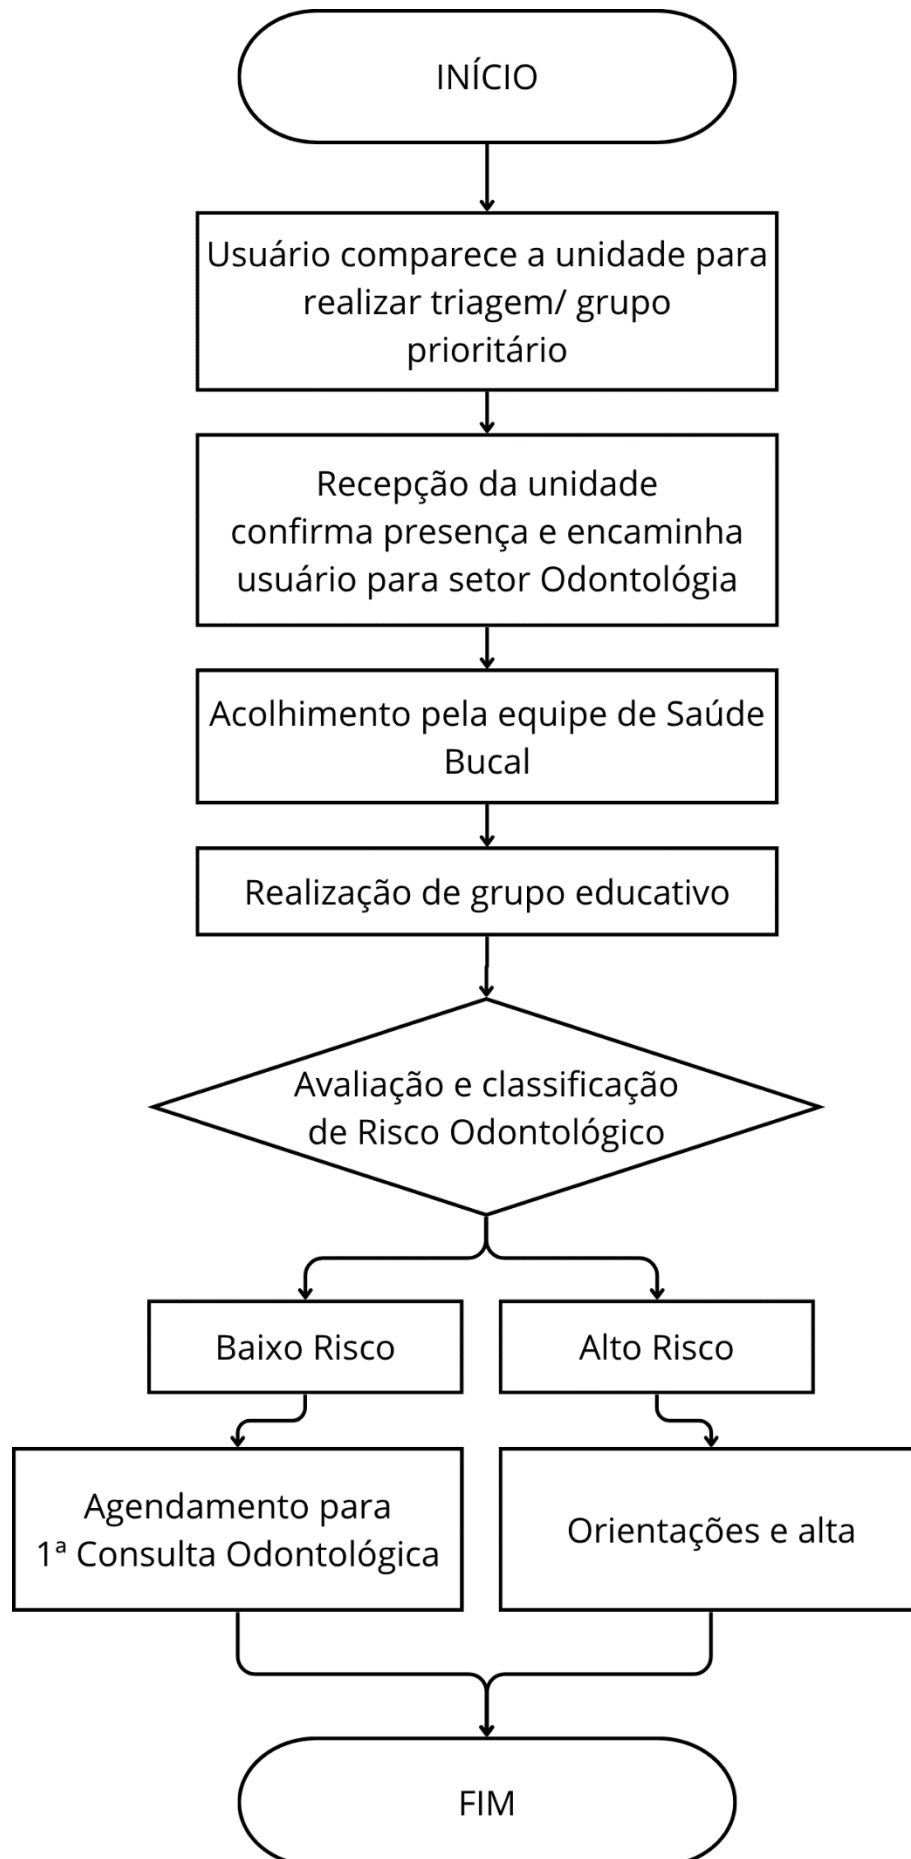 INÍCIO
Usuário comparece a unidade para
realizar triagem/ grupo
prioritário
Recepção da unidade
confirma presença e encaminha
usuário para setor Odontológia
Acolhimento pela equipe de Saúde
Bucal
Realização de grupo educativo
Avaliação e classificação
de Risco Odontológico
Baixo Risco
Alto Risco
Agendamento para
1ª Consulta Odontológica
Orientações e alta
FIM